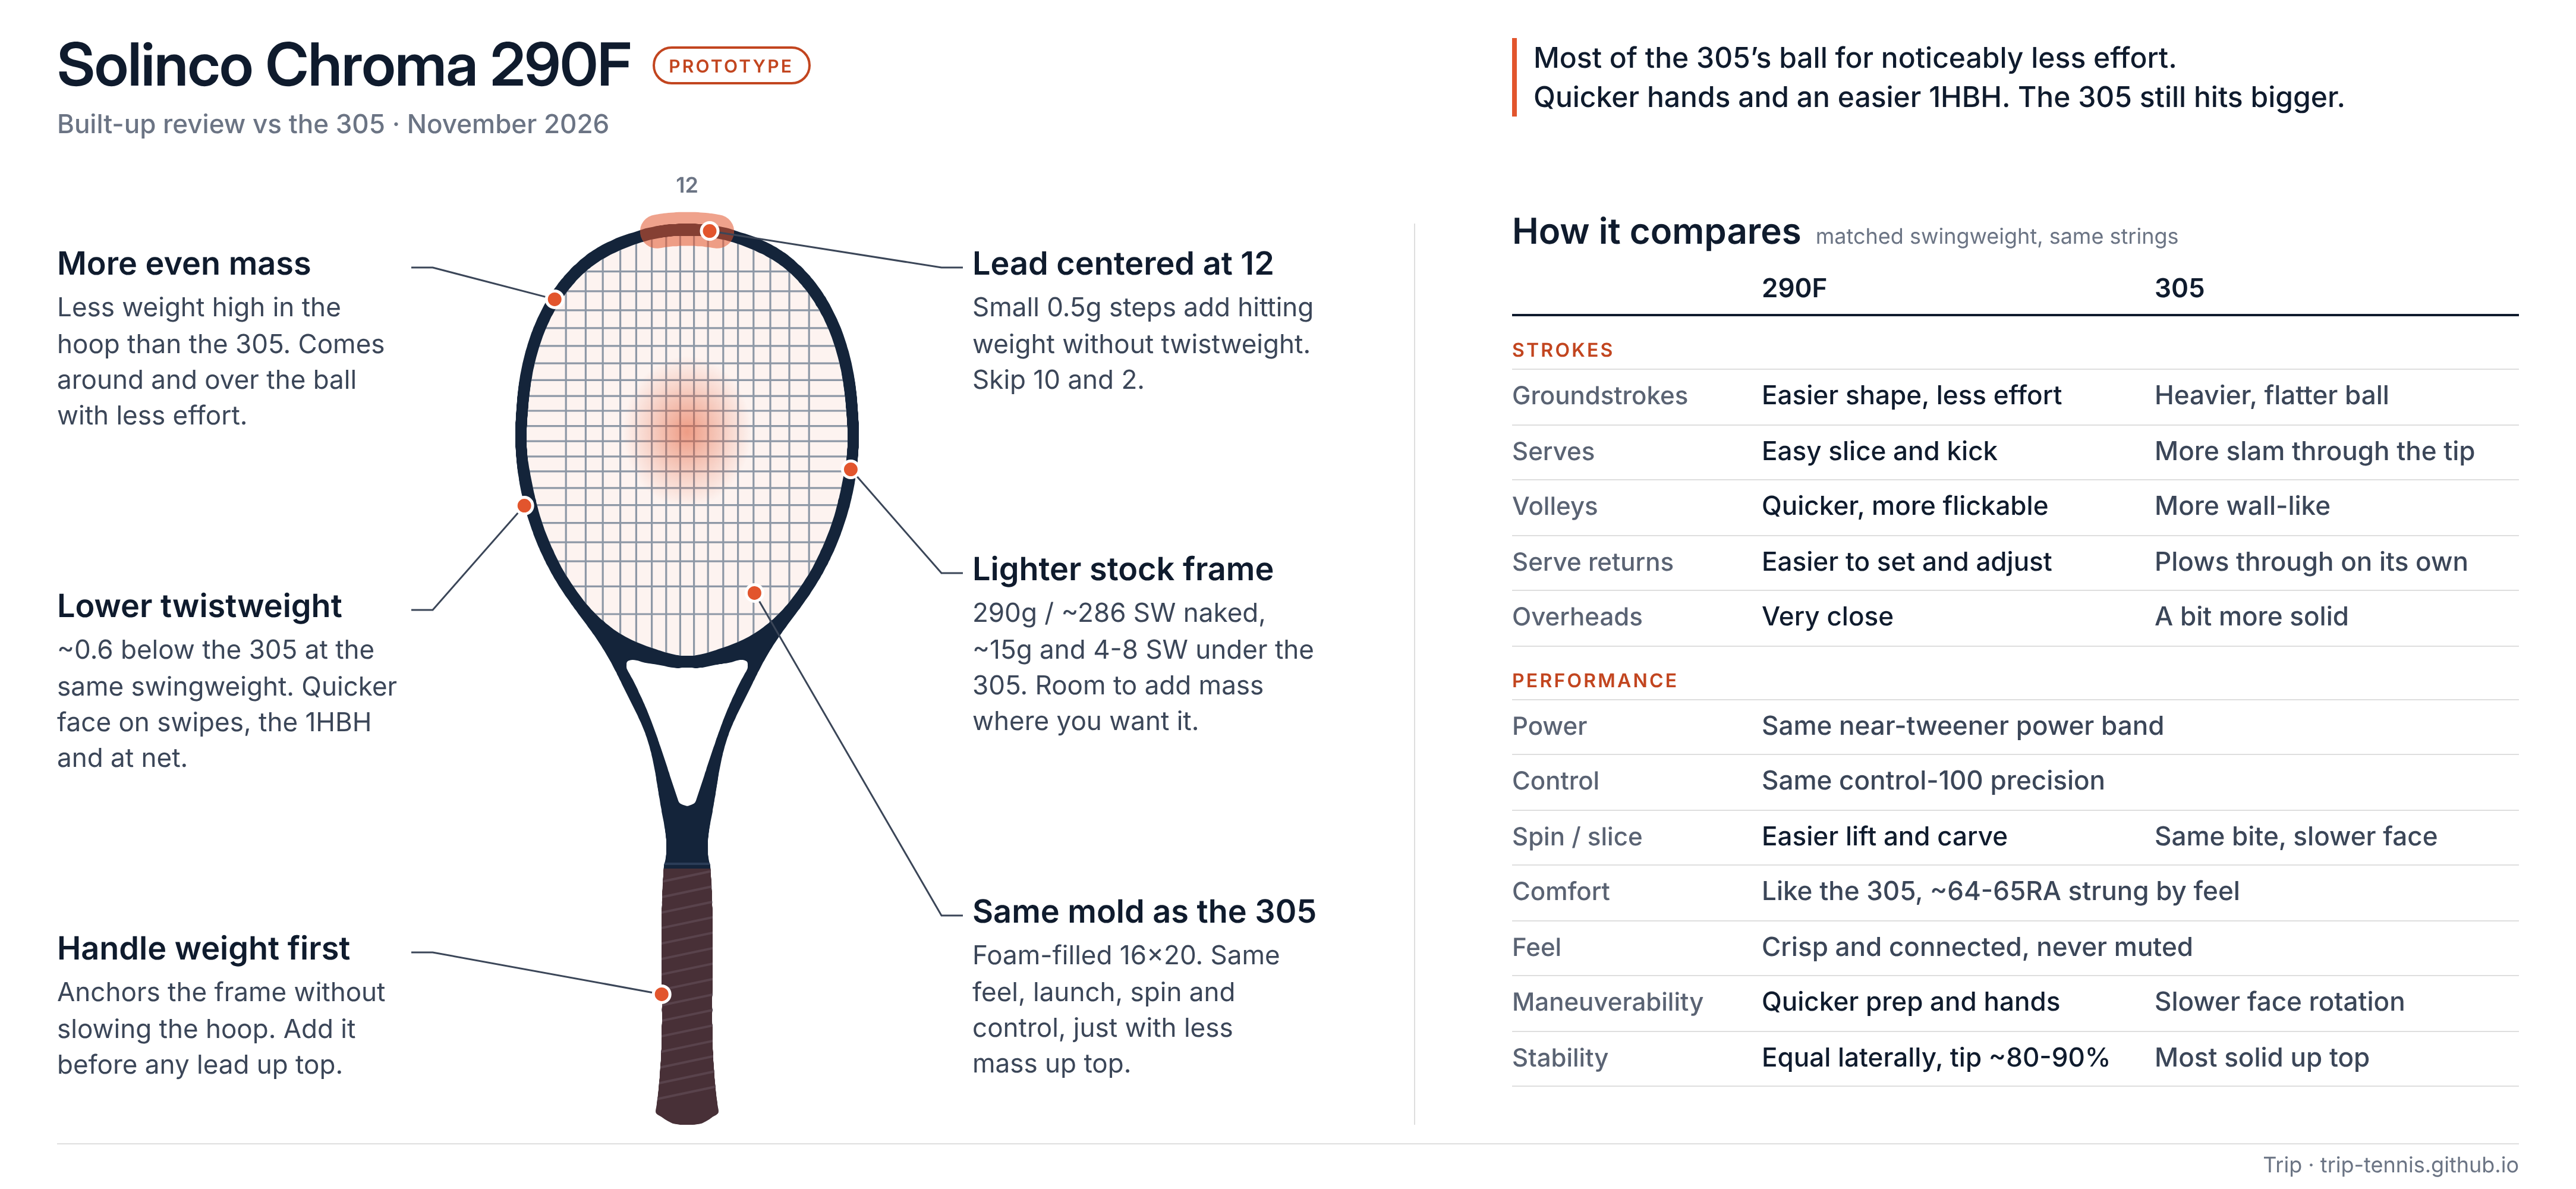 Solinco Chroma 290F PROTOTYPE
Built-up review vs the 305 · November 2026
Most of the 305’s ball for noticeably less effort.
Quicker hands and an easier 1HBH. The 305 still hits bigger.
12
More even mass
Less weight high in the
hoop than the 305. Comes
around and over the ball
with less effort.
Lower twistweight
~0.6 below the 305 at the
same swingweight. Quicker
face on swipes, the 1HBH
and at net.
Handle weight first
Anchors the frame without
slowing the hoop. Add it
before any lead up top.
Lead centered at 12
Small 0.5g steps add hitting
weight without twistweight.
Skip 10 and 2.
Lighter stock frame
290g / ~286 SW naked,
~15g and 4-8 SW under the
305. Room to add mass
where you want it.
Same mold as the 305
Foam-filled 16×20. Same
feel, launch, spin and
control, just with less
mass up top.
How it compares matched swingweight, same strings
290F 305
STROKES
Groundstrokes Easier shape, less effort Heavier, flatter ball
Serves Easy slice and kick More slam through the tip
Volleys Quicker, more flickable More wall-like
Serve returns Easier to set and adjust Plows through on its own
Overheads Very close A bit more solid
PERFORMANCE
Power Same near-tweener power band
Control Same control-100 precision
Spin / slice Easier lift and carve Same bite, slower face
Comfort Like the 305, ~64-65RA strung by feel
Feel Crisp and connected, never muted
Maneuverability Quicker prep and hands Slower face rotation
Stability Equal laterally, tip ~80-90% Most solid up top
Trip · trip-tennis.github.io